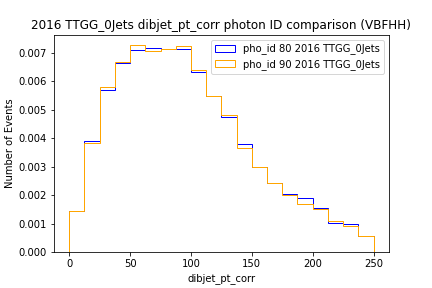 2016 TTGG_0Jets dibjet_pt_corr photon ID comparison (VBFHH)
pho_id 80 2016 TTGG_0Jets
pho_id 90 2016 TTGG_0Jets
Number of Events
0.007
0.006
0.005
0.004
0.003
0.002
0.001
0.000
0 50 100 150 200 250
dibjet_pt_corr